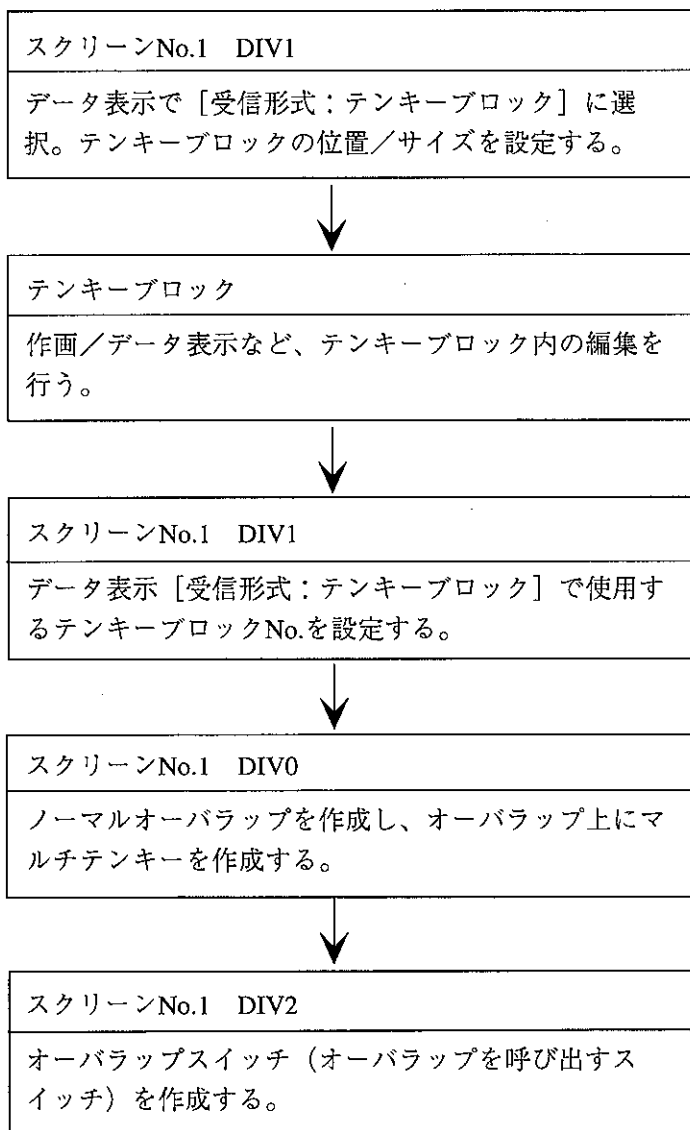 スクリーンNo.1　DIV1
データ表示で［受信形式：テンキーブロック］に選
択。テンキーブロックの位置／サイズを設定する。
テンキーブロック
作画／データ表示など、テンキーブロック内の編集を
行う。
スクリーンNo.1　DIV1
データ表示［受信形式：テンキーブロック］で使用す
るテンキーブロックNo.を設定する。
スクリーンNo.1　DIV0
ノーマルオーバラップを作成し、オーバラップ上にマ
ルチテンキーを作成する。
スクリーンNo.1　DIV2
オーバラップスイッチ（オーバラップを呼び出すス
イッチ）を作成する。